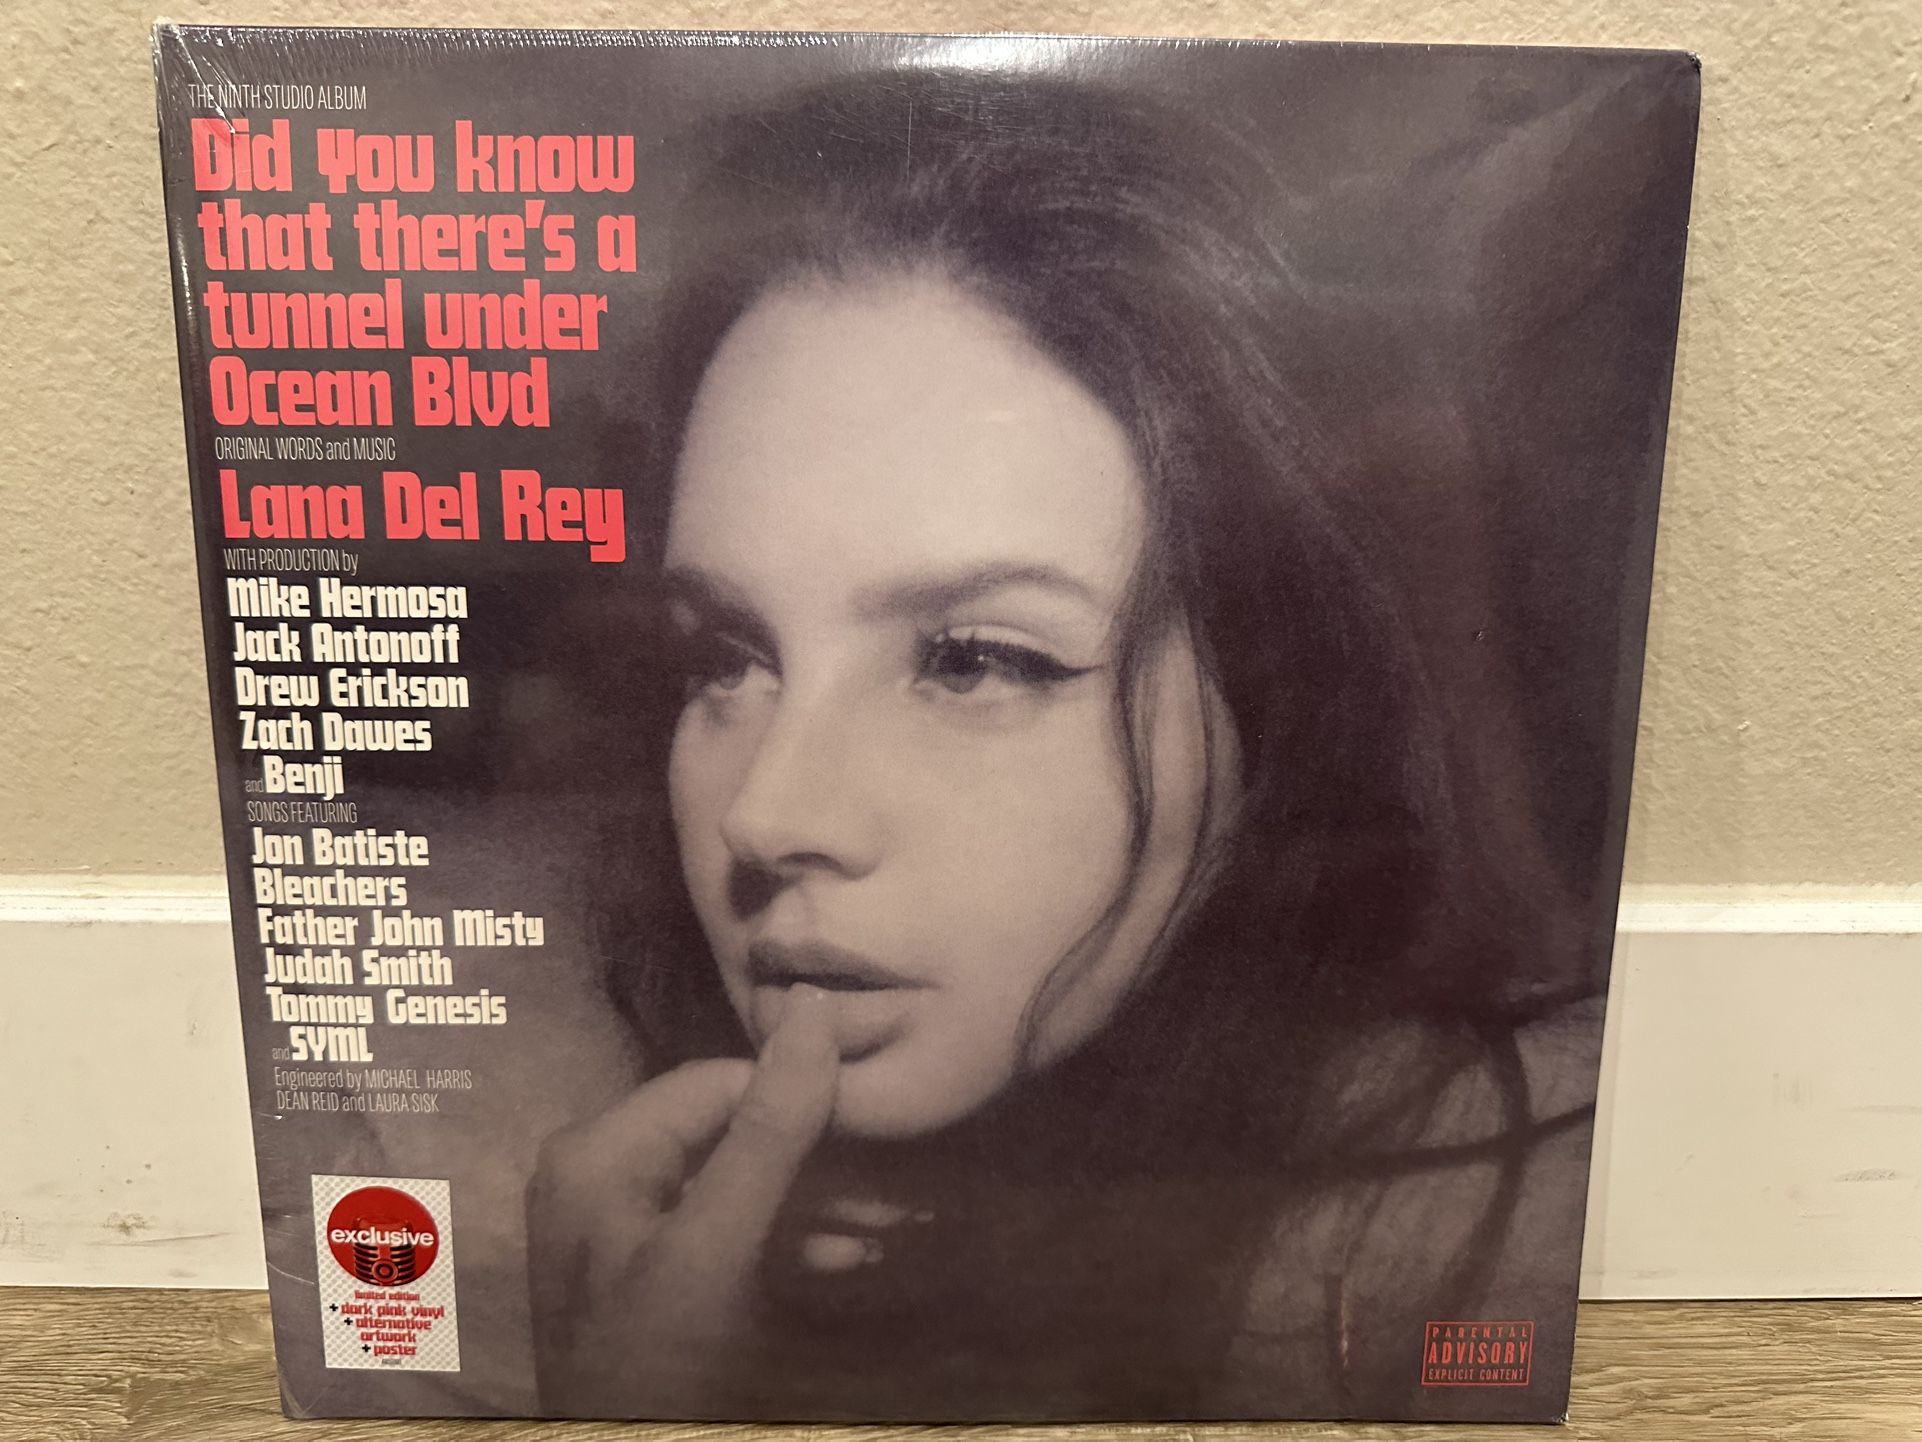 THE NINTH STUDIO ALBUM
Did you know
that there's a
tunnel under
Ocean Blvd
ORIGINAL WORDS and MUSIC
Lana Del Rey
WITH PRODUCTION by
Mike Hermosa
Jack Antonoff
Drew Erickson
Zach Dawes
and Benji
SONGS FEATURING
Jon Batiste
Bleachers
Father John Misty
Judah Smith
Tommy Genesis
and SYML
Engineered by MICHAEL HARRIS
DEAN REID and LAURA SISK
exclusive
limited edition
+ dark pink vinyl
+ alternative
artwork
+ poster
PARENTAL
ADVISORY
EXPLICIT CONTENT